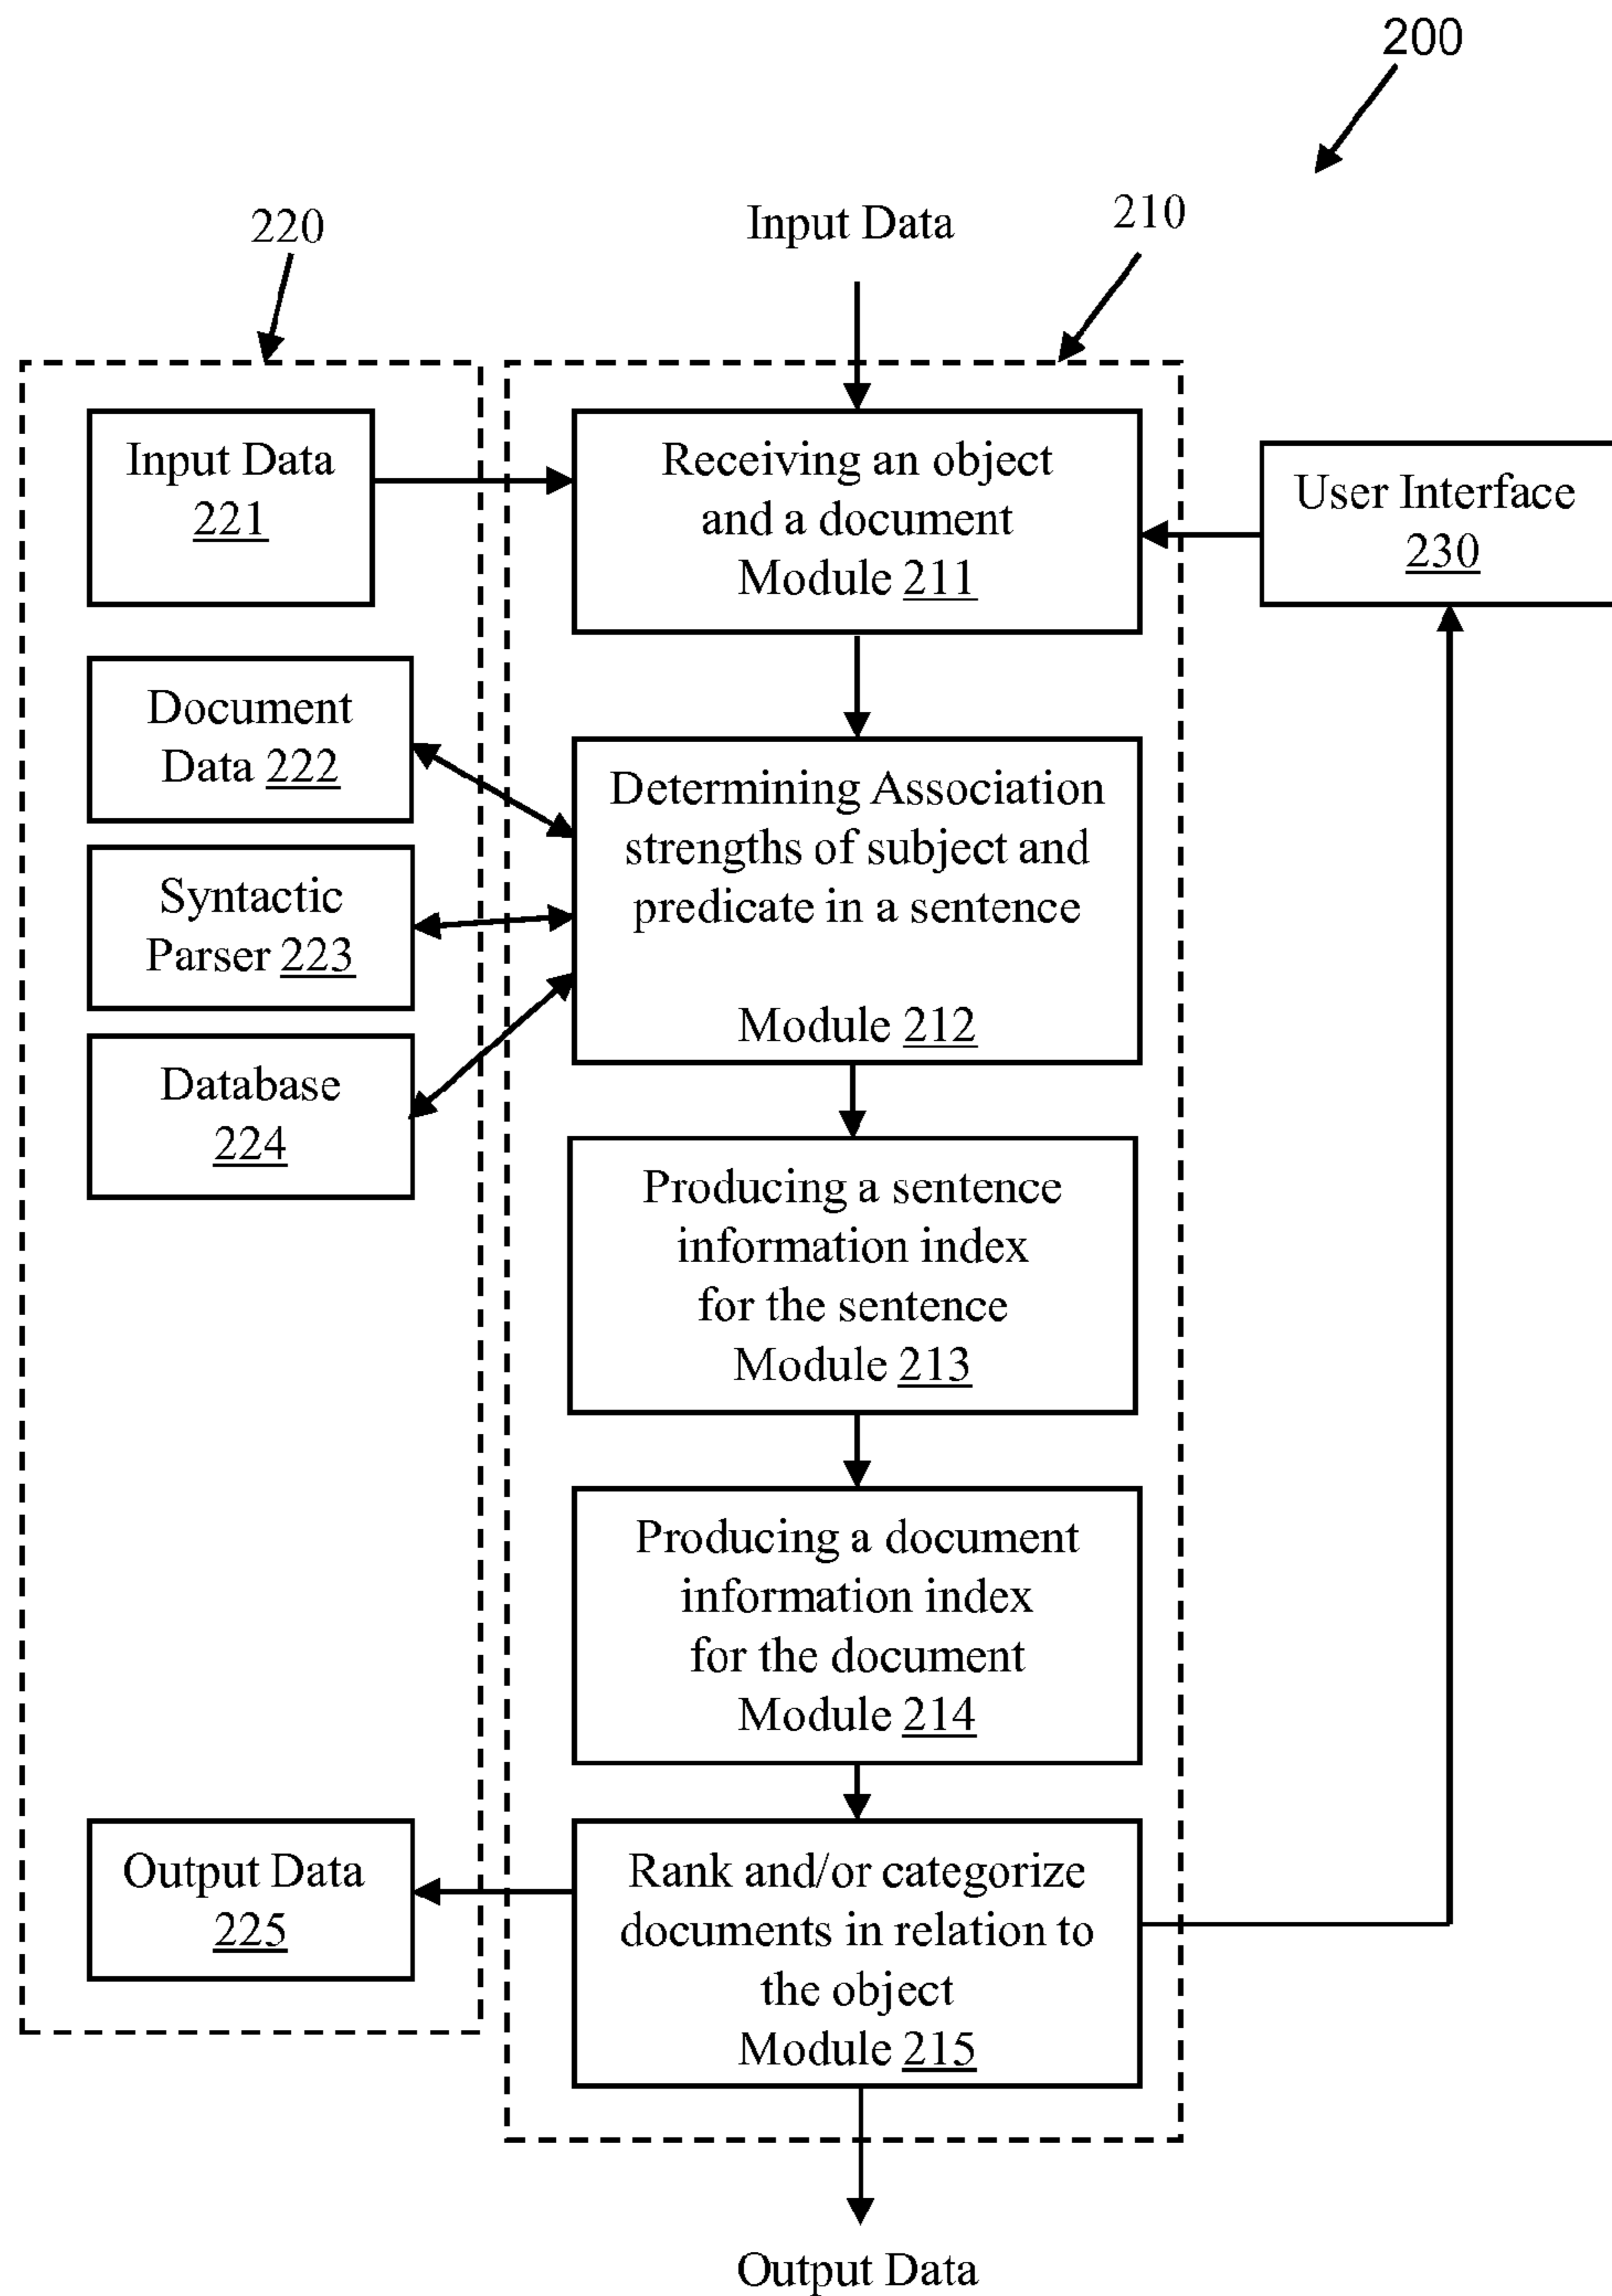 200
220
Input Data
210
Input Data
221
Receiving an object
and a document
Module 211
User Interface
230
Document
Data 222
Syntactic
Parser 223
Database
224
Determining Association
strengths of subject and
predicate in a sentence
Module 212
Producing a sentence
information index
for the sentence
Module 213
Producing a document
information index
for the document
Module 214
Output Data
225
Rank and/or categorize
documents in relation to
the object
Module 215
Output Data